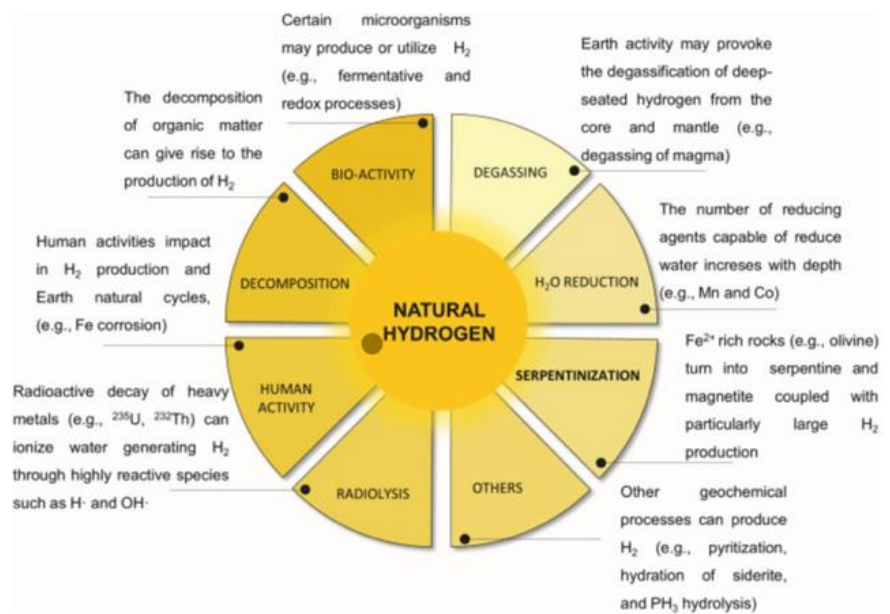 Certain microorganisms
may produce or utilize H₂
(e.g., fermentative and
redox processes)
Earth activity may provoke
the degassification of deep-
seated hydrogen from the
core and mantle (e.g.,
degassing of magma)
The decomposition
of organic matter
can give rise to the
production of H₂
BIO-ACTIVITY
DEGASSING
The number of reducing
agents capable of reduce
water increses with depth
(e.g., Mn and Co)
Human activities impact
in H₂ production and
Earth natural cycles,
(e.g., Fe corrosion)
DECOMPOSITION
H₂O REDUCTION
NATURAL
HYDROGEN
Fe²⁺ rich rocks (e.g., olivine)
turn into serpentine and
magnetite coupled with
particularly large H₂
production
SERPENTINIZATION
HUMAN
ACTIVITY
Radioactive decay of heavy
metals (e.g., ²³⁵U, ²³²Th) can
ionize water generating H₂
through highly reactive species
such as H· and OH·
RADIOLYSIS
OTHERS
Other geochemical
processes can produce
H₂ (e.g., pyritization,
hydration of siderite,
and PH₃ hydrolysis)